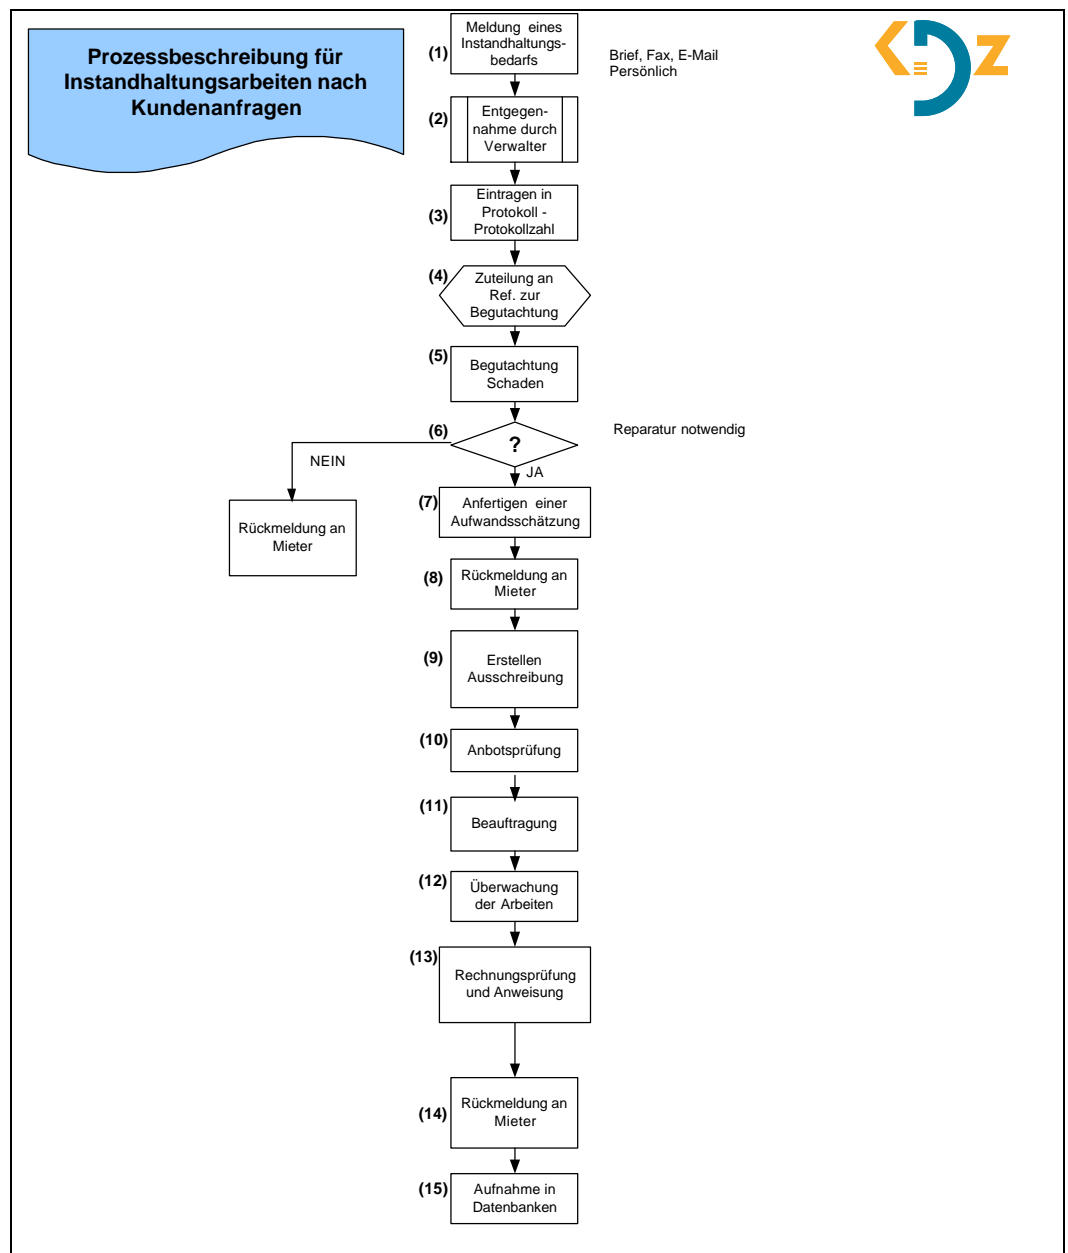 Prozessbeschreibung für
Instandhaltungsarbeiten nach
Kundenanfragen
KDZ
(1)
Meldung eines
Instandhaltungs-
bedarfs
Brief, Fax, E-Mail
Persönlich
(2)
Entgegen-
nahme durch
Verwalter
(3)
Eintragen in
Protokoll -
Protokollzahl
(4)
Zuteilung an
Ref. zur
Begutachtung
(5)
Begutachtung
Schaden
(6)
?
Reparatur notwendig
NEIN
JA
Rückmeldung an
Mieter
(7)
Anfertigen einer
Aufwandsschätzung
(8)
Rückmeldung an
Mieter
(9)
Erstellen
Ausschreibung
(10)
Anbotsprüfung
(11)
Beauftragung
(12)
Überwachung
der Arbeiten
(13)
Rechnungsprüfung
und Anweisung
(14)
Rückmeldung an
Mieter
(15)
Aufnahme in
Datenbanken